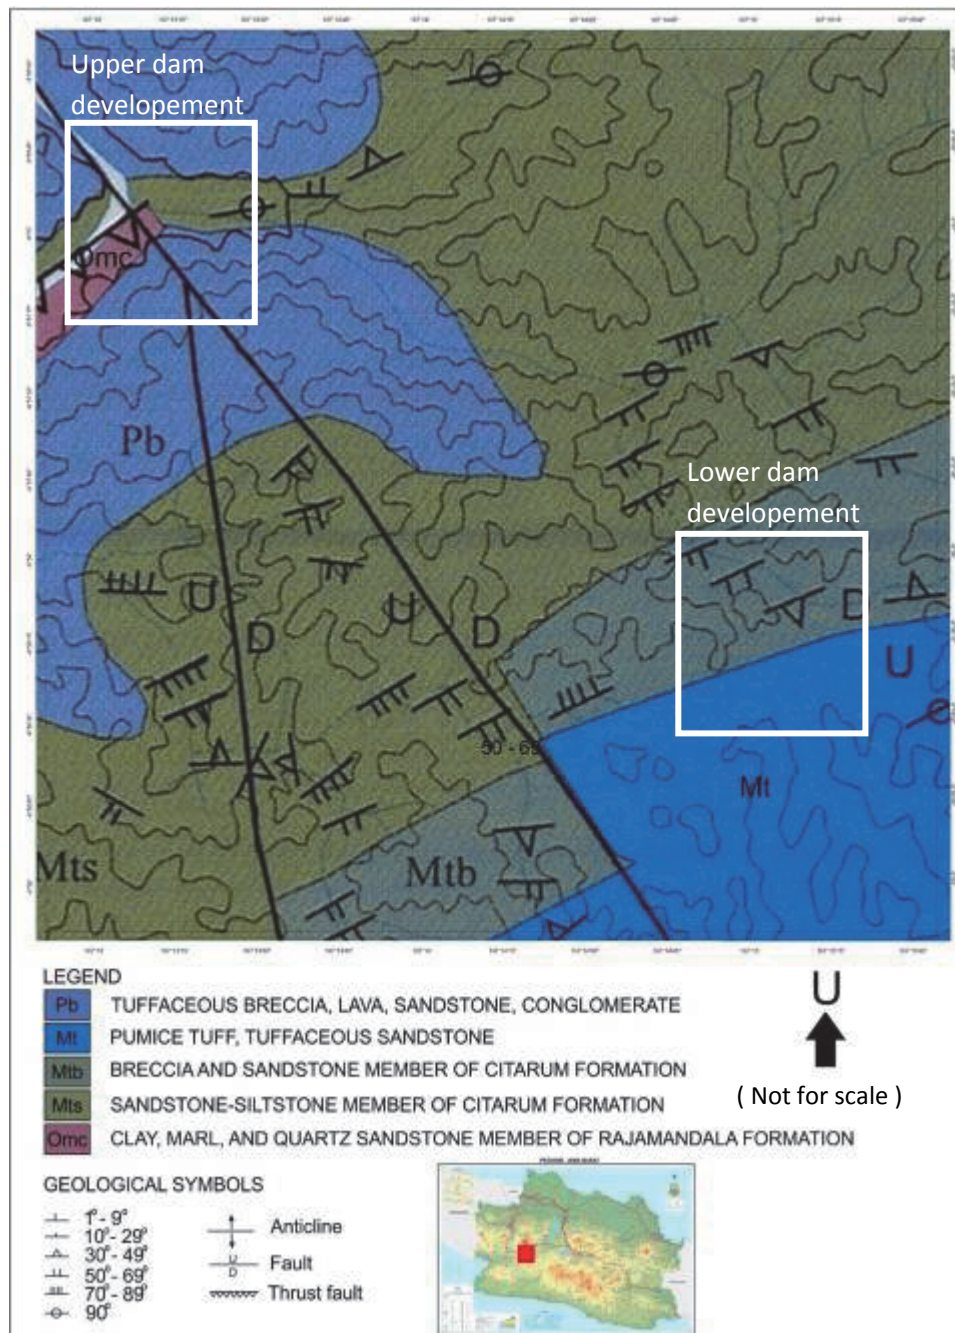 Upper dam
developement
Omc
Pb
Lower dam
developement
U
D
U
D
D
U
50 - 69
Mt
Mts
Mtb
LEGEND
Pb TUFFACEOUS BRECCIA, LAVA, SANDSTONE, CONGLOMERATE
Mt PUMICE TUFF, TUFFACEOUS SANDSTONE
Mtb BRECCIA AND SANDSTONE MEMBER OF CITARUM FORMATION
Mts SANDSTONE-SILTSTONE MEMBER OF CITARUM FORMATION
Omc CLAY, MARL, AND QUARTZ SANDSTONE MEMBER OF RAJAMANDALA FORMATION
U
( Not for scale )
GEOLOGICAL SYMBOLS
1° - 9°
10° - 29°
30° - 49°
50° - 69°
70° - 89°
90°
Anticline
U
D
Fault
Thrust fault